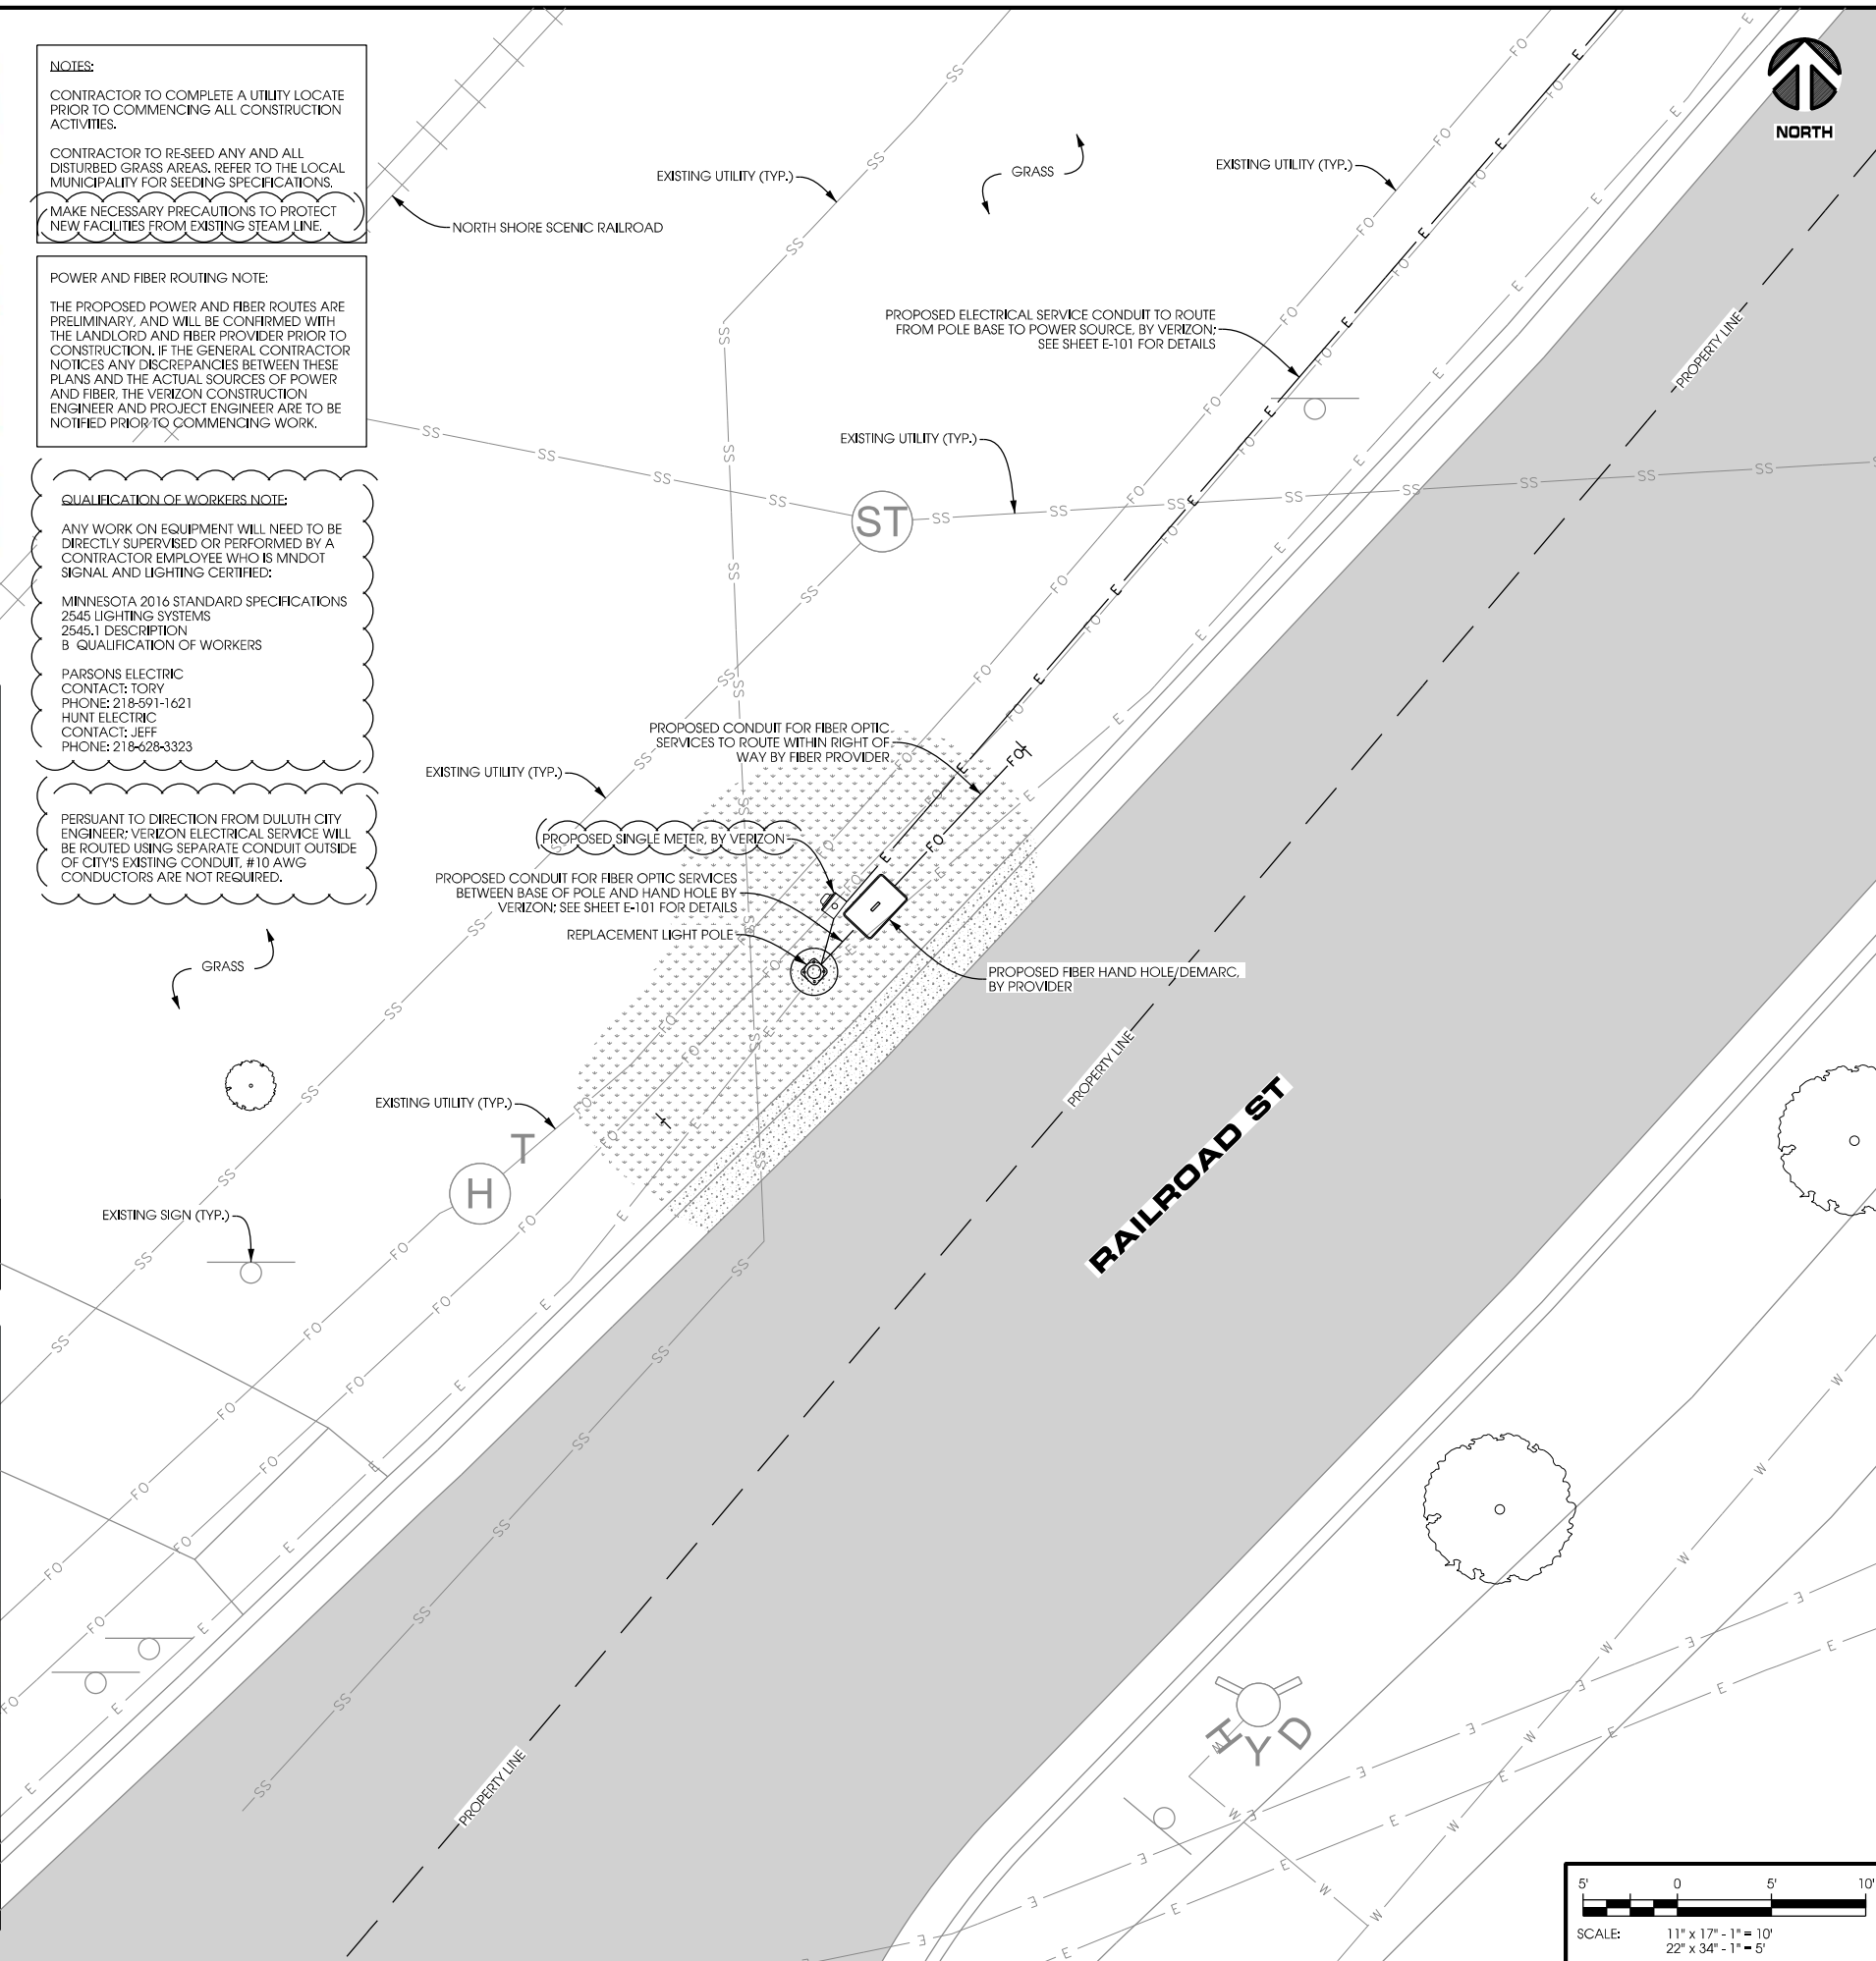 NOTES:
CONTRACTOR TO COMPLETE A UTILITY LOCATE
PRIOR TO COMMENCING ALL CONSTRUCTION
ACTIVITIES.
CONTRACTOR TO RE-SEED ANY AND ALL
DISTURBED GRASS AREAS. REFER TO THE LOCAL
MUNICIPALITY FOR SEEDING SPECIFICATIONS.
MAKE NECESSARY PRECAUTIONS TO PROTECT
NEW FACILITIES FROM EXISTING STEAM LINE.
POWER AND FIBER ROUTING NOTE:
THE PROPOSED POWER AND FIBER ROUTES ARE
PRELIMINARY, AND WILL BE CONFIRMED WITH
THE LANDLORD AND FIBER PROVIDER PRIOR TO
CONSTRUCTION. IF THE GENERAL CONTRACTOR
NOTICES ANY DISCREPANCIES BETWEEN THESE
PLANS AND THE ACTUAL SOURCES OF POWER
AND FIBER, THE VERIZON CONSTRUCTION
ENGINEER AND PROJECT ENGINEER ARE TO BE
NOTIFIED PRIOR TO COMMENCING WORK.
QUALIFICATION OF WORKERS NOTE:
ANY WORK ON EQUIPMENT WILL NEED TO BE
DIRECTLY SUPERVISED OR PERFORMED BY A
CONTRACTOR EMPLOYEE WHO IS MNDOT
SIGNAL AND LIGHTING CERTIFIED:
MINNESOTA 2016 STANDARD SPECIFICATIONS
2545 LIGHTING SYSTEMS
2545.1 DESCRIPTION
B QUALIFICATION OF WORKERS
PARSONS ELECTRIC
CONTACT: TORY
PHONE: 218-591-1621
HUNT ELECTRIC
CONTACT: JEFF
PHONE: 218-628-3323
PERSUANT TO DIRECTION FROM DULUTH CITY
ENGINEER; VERIZON ELECTRICAL SERVICE WILL
BE ROUTED USING SEPARATE CONDUIT OUTSIDE
OF CITY'S EXISTING CONDUIT, #10 AWG
CONDUCTORS ARE NOT REQUIRED.
NORTH
EXISTING UTILITY (TYP.)
GRASS
EXISTING UTILITY (TYP.)
NORTH SHORE SCENIC RAILROAD
PROPOSED ELECTRICAL SERVICE CONDUIT TO ROUTE
FROM POLE BASE TO POWER SOURCE, BY VERIZON;
SEE SHEET E-101 FOR DETAILS
PROPERTY LINE
EXISTING UTILITY (TYP.)
ST
PROPOSED CONDUIT FOR FIBER OPTIC
SERVICES TO ROUTE WITHIN RIGHT OF
WAY BY FIBER PROVIDER
EXISTING UTILITY (TYP.)
PROPOSED SINGLE METER, BY VERIZON
PROPOSED CONDUIT FOR FIBER OPTIC SERVICES
BETWEEN BASE OF POLE AND HAND HOLE BY
VERIZON; SEE SHEET E-101 FOR DETAILS
REPLACEMENT LIGHT POLE
PROPOSED FIBER HAND HOLE/DEMARC,
BY PROVIDER
GRASS
PROPERTY LINE
RAILROAD ST
EXISTING UTILITY (TYP.)
T
H
EXISTING SIGN (TYP.)
PROPERTY LINE
HYD
5' 0 5' 10'
SCALE: 11" x 17" - 1" = 10'
22" x 34" - 1" = 5'